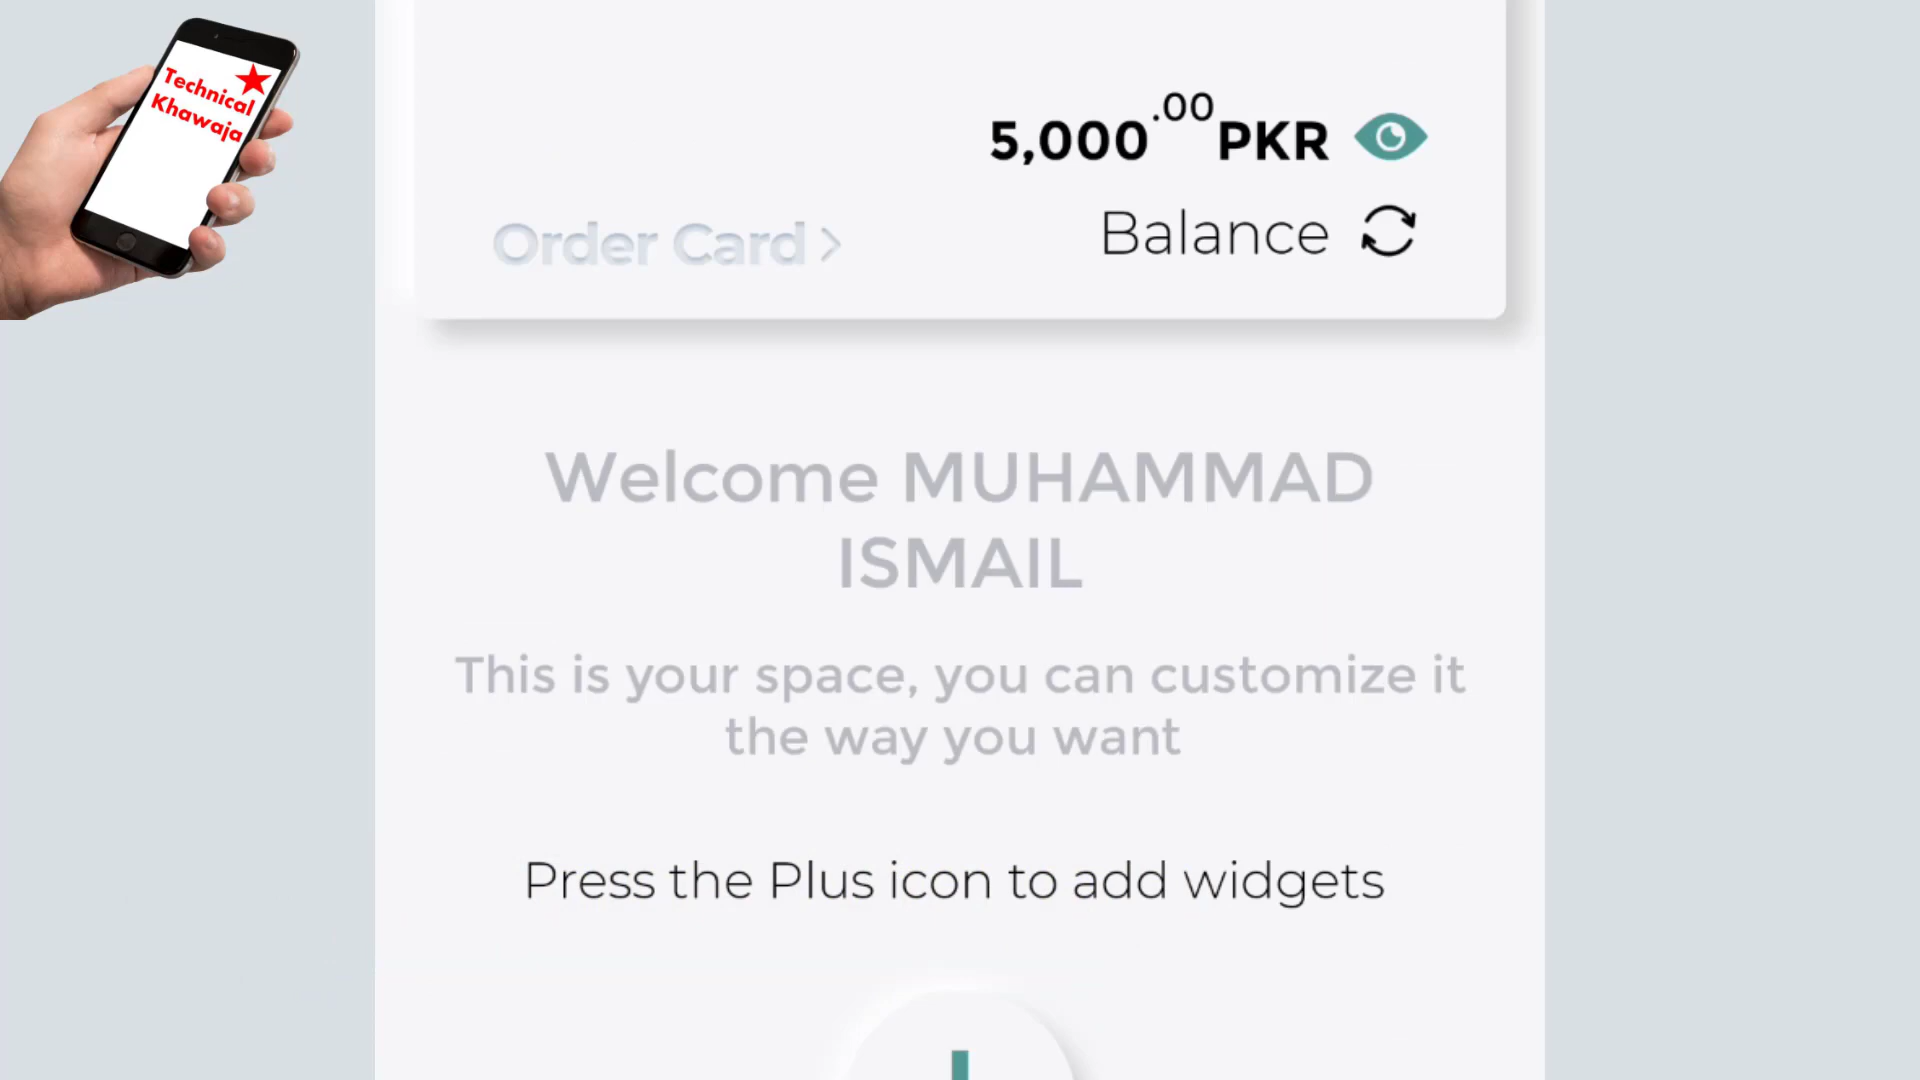 Technical
Khawaja
5,000.00 PKR
Order Card >
Balance
Welcome MUHAMMAD
ISMAIL
This is your space, you can customize it
the way you want
Press the Plus icon to add widgets